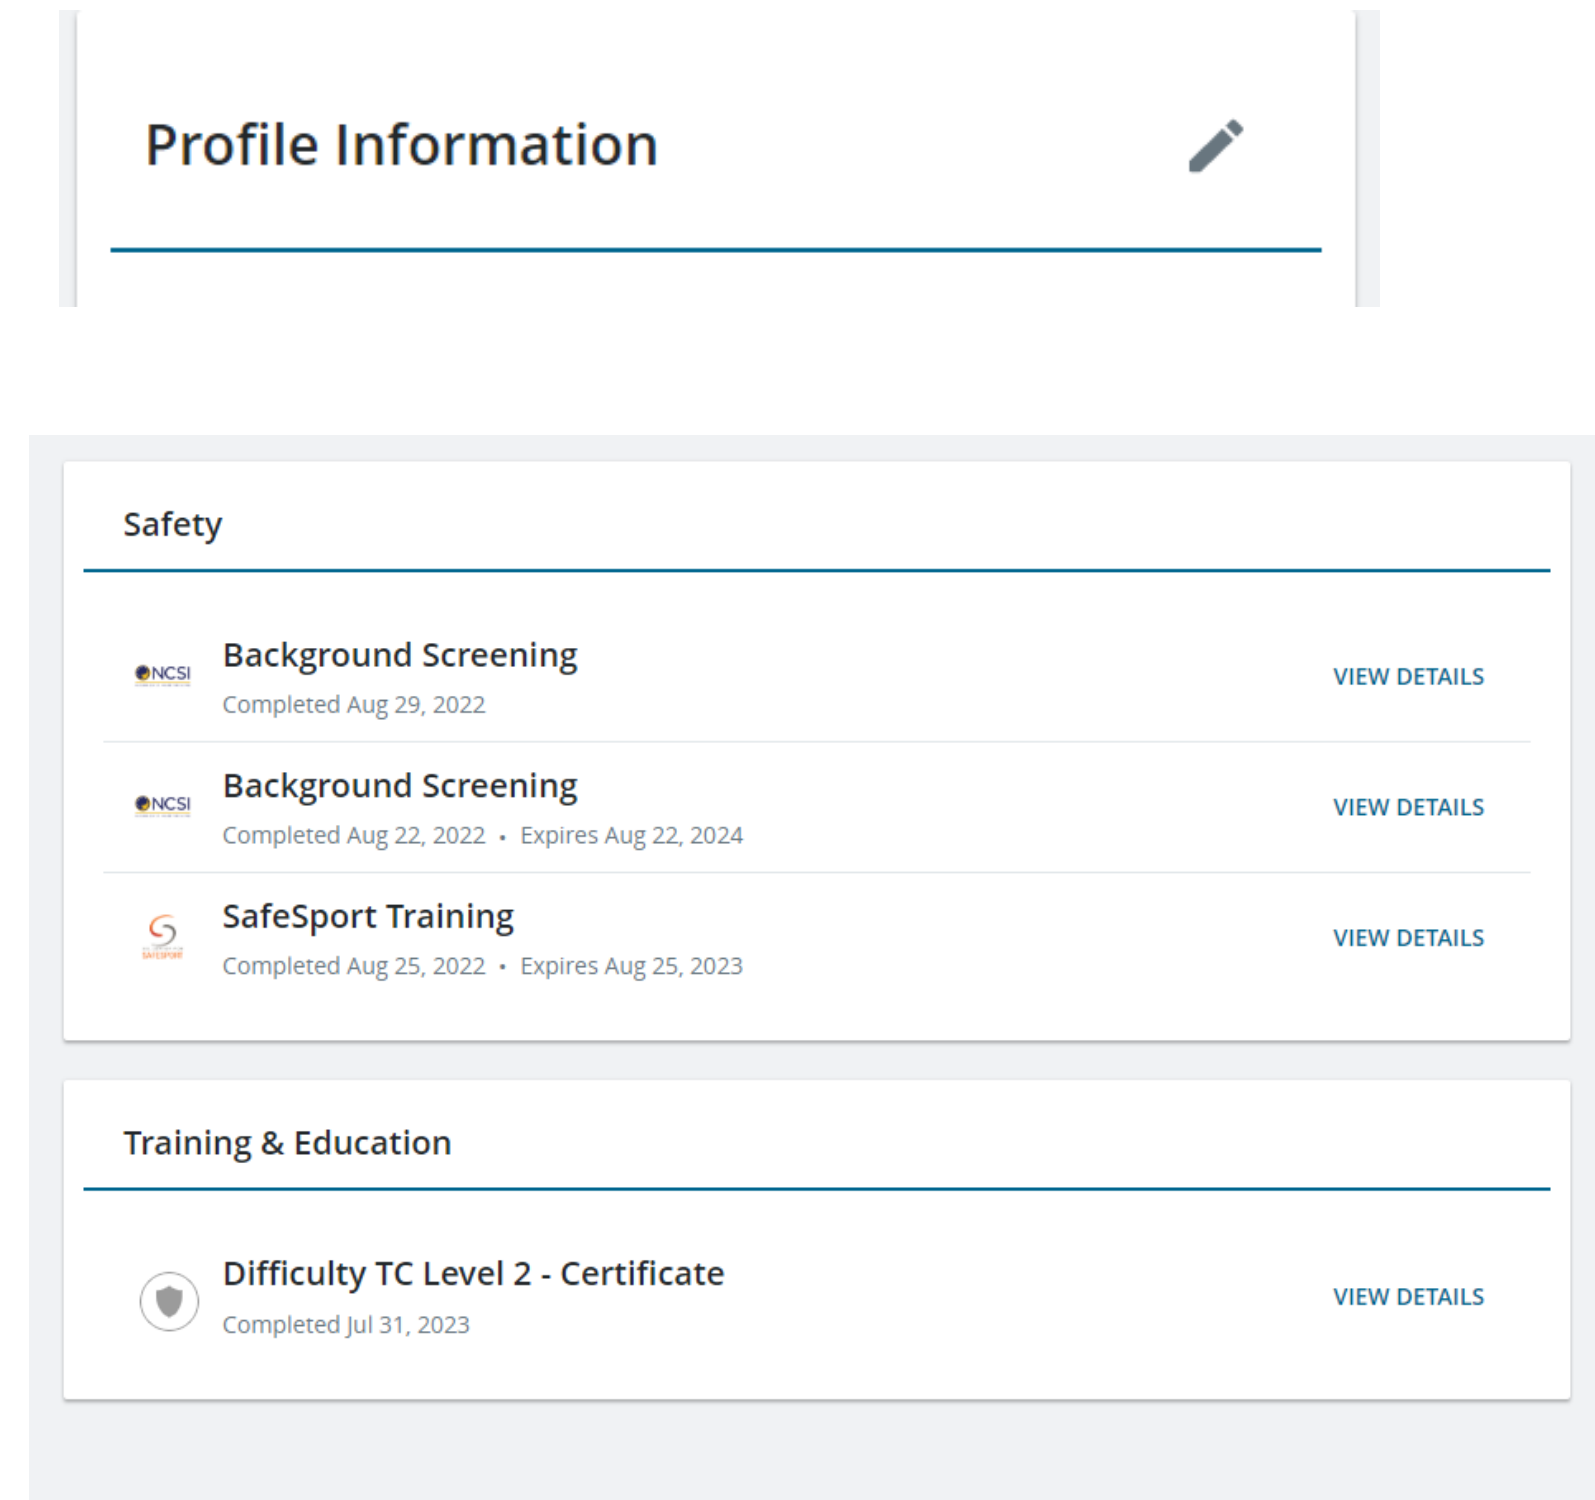 Profile Information
Safety
Background Screening
NCSI
VIEW DETAILS
Completed Aug 29, 2022
Background Screening
NCSI
VIEW DETAILS
Completed Aug 22, 2022 • Expires Aug 22, 2024
SafeSport Training
VIEW DETAILS
SAFESPORT
Completed Aug 25, 2022 • Expires Aug 25, 2023
Training & Education
Difficulty TC Level 2 - Certificate
VIEW DETAILS
Completed Jul 31, 2023